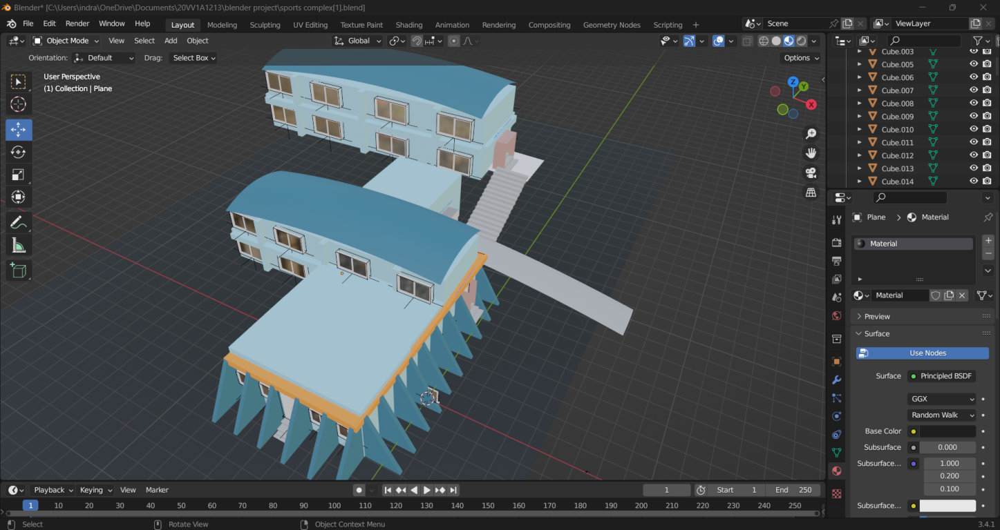 Blender* [C:\Users\indra\OneDrive\Documents\20VV1A1213\blender project\sports complex[1].blend]
File Edit Render Window Help Layout Modeling Sculpting UV Editing Texture Paint Shading Animation Rendering Compositing Geometry Nodes Scripting + Scene ViewLayer
Object Mode View Select Add Object Global
Orientation: Default Drag: Select Box Options
User Perspective
(1) Collection | Plane
Z
Y
X
Cube.003
Cube.005
Cube.006
Cube.007
Cube.008
Cube.009
Cube.010
Cube.011
Cube.012
Cube.013
Cube.014
Plane > Material
Material
Material
Preview
Surface
Use Nodes
Surface Principled BSDF
GGX
Random Walk
Base Color
Subsurface 0.000
Subsurface... 1.000
0.200
0.100
Subsurface...
Playback Keying View Marker 1 Start 1 End 250
1 10 20 30 40 50 60 70 80 90 100 110 120 130 140 150 160 170 180 190 200 210 220 230 240 250
Select Rotate View Object Context Menu 3.4.1